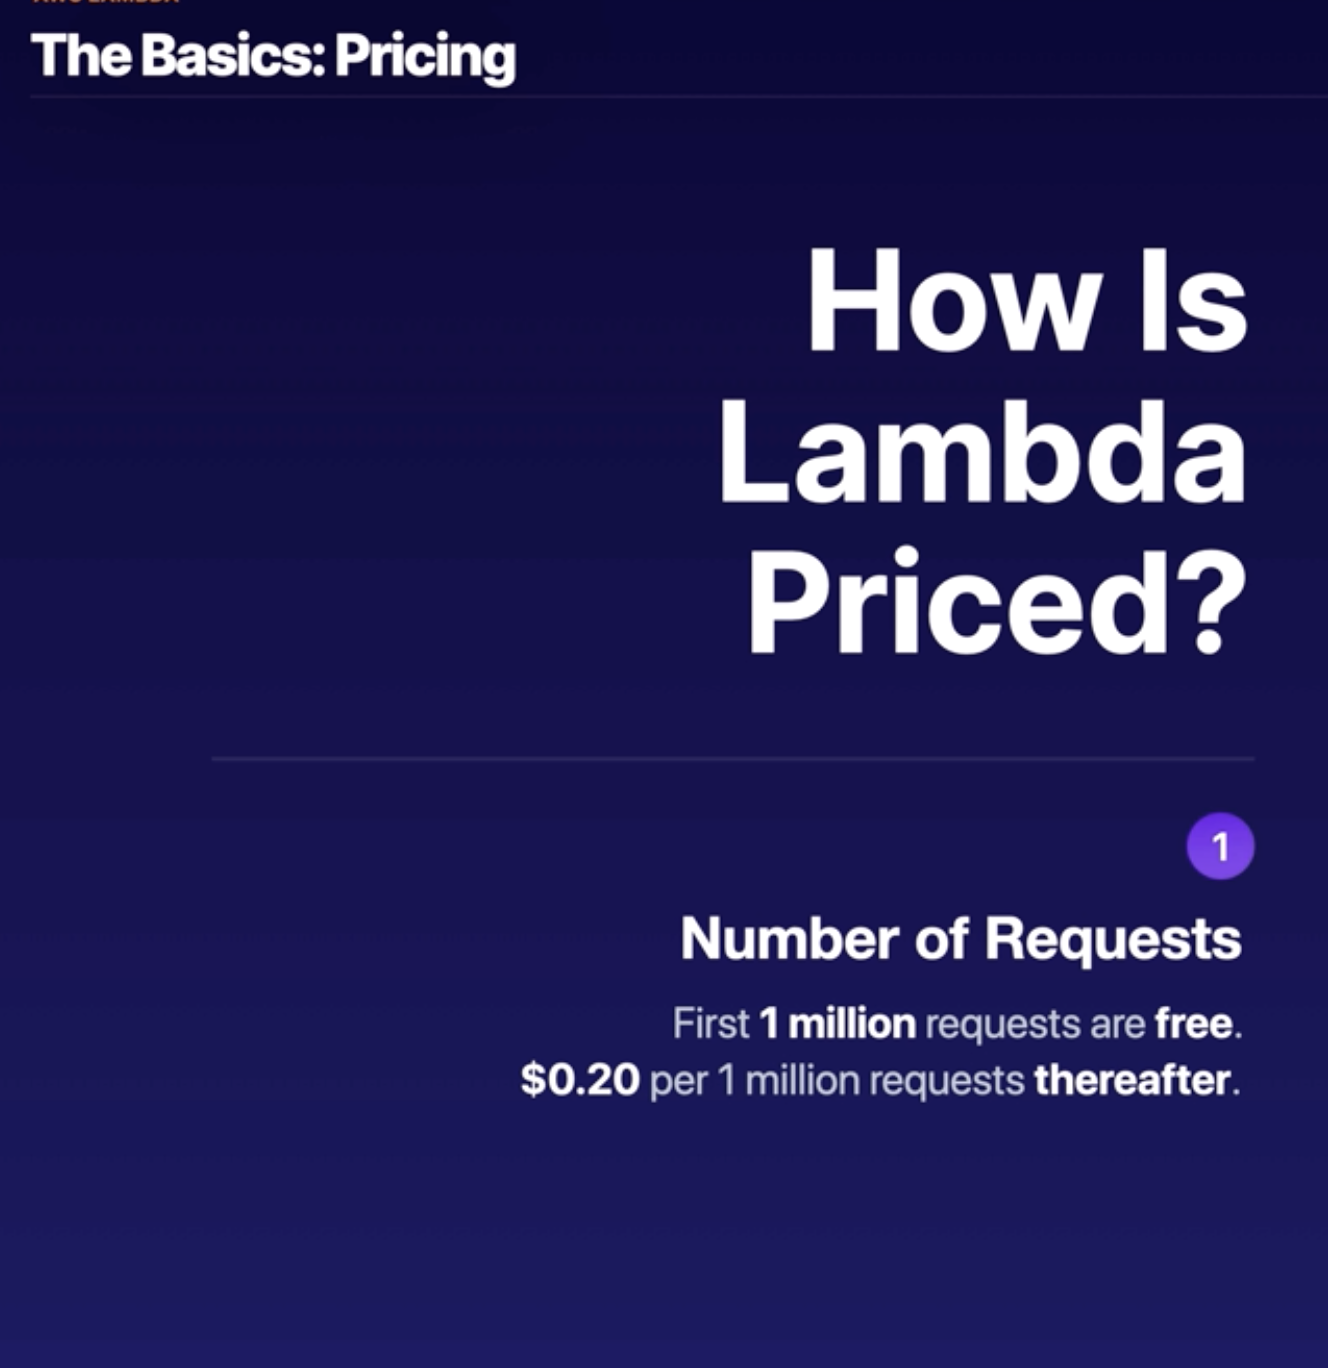 The Basics: Pricing
How Is
Lambda
Priced?
1
Number of Requests
First 1 million requests are free.
$0.20 per 1 million requests thereafter.